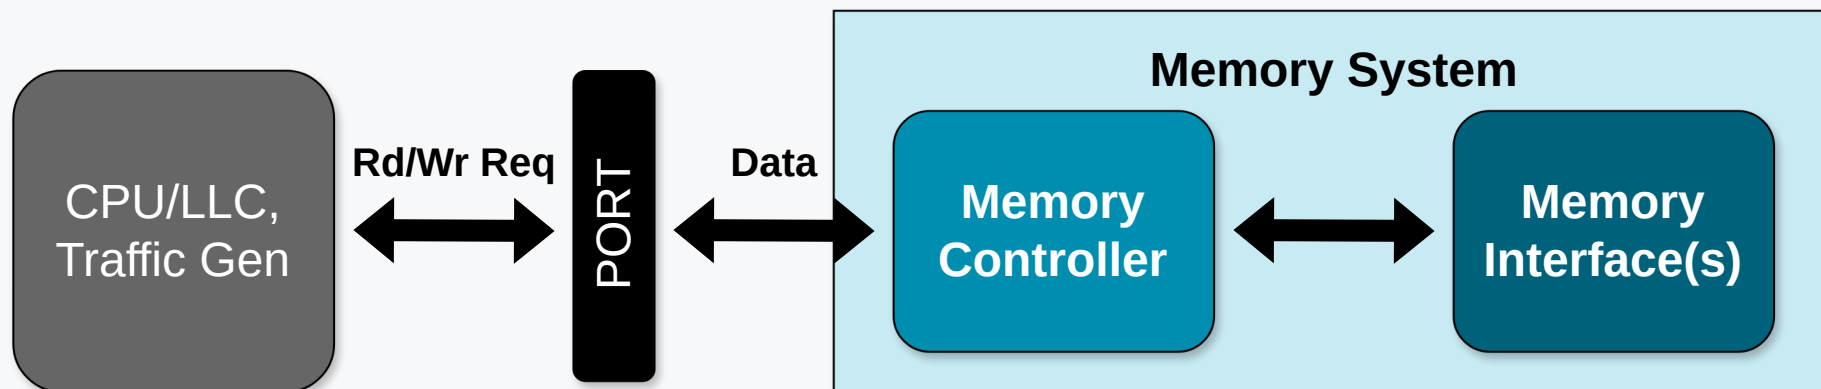 Memory System
CPU/LLC,
Traffic Gen
Rd/Wr Req
PORT
Data
Memory
Controller
Memory
Interface(s)